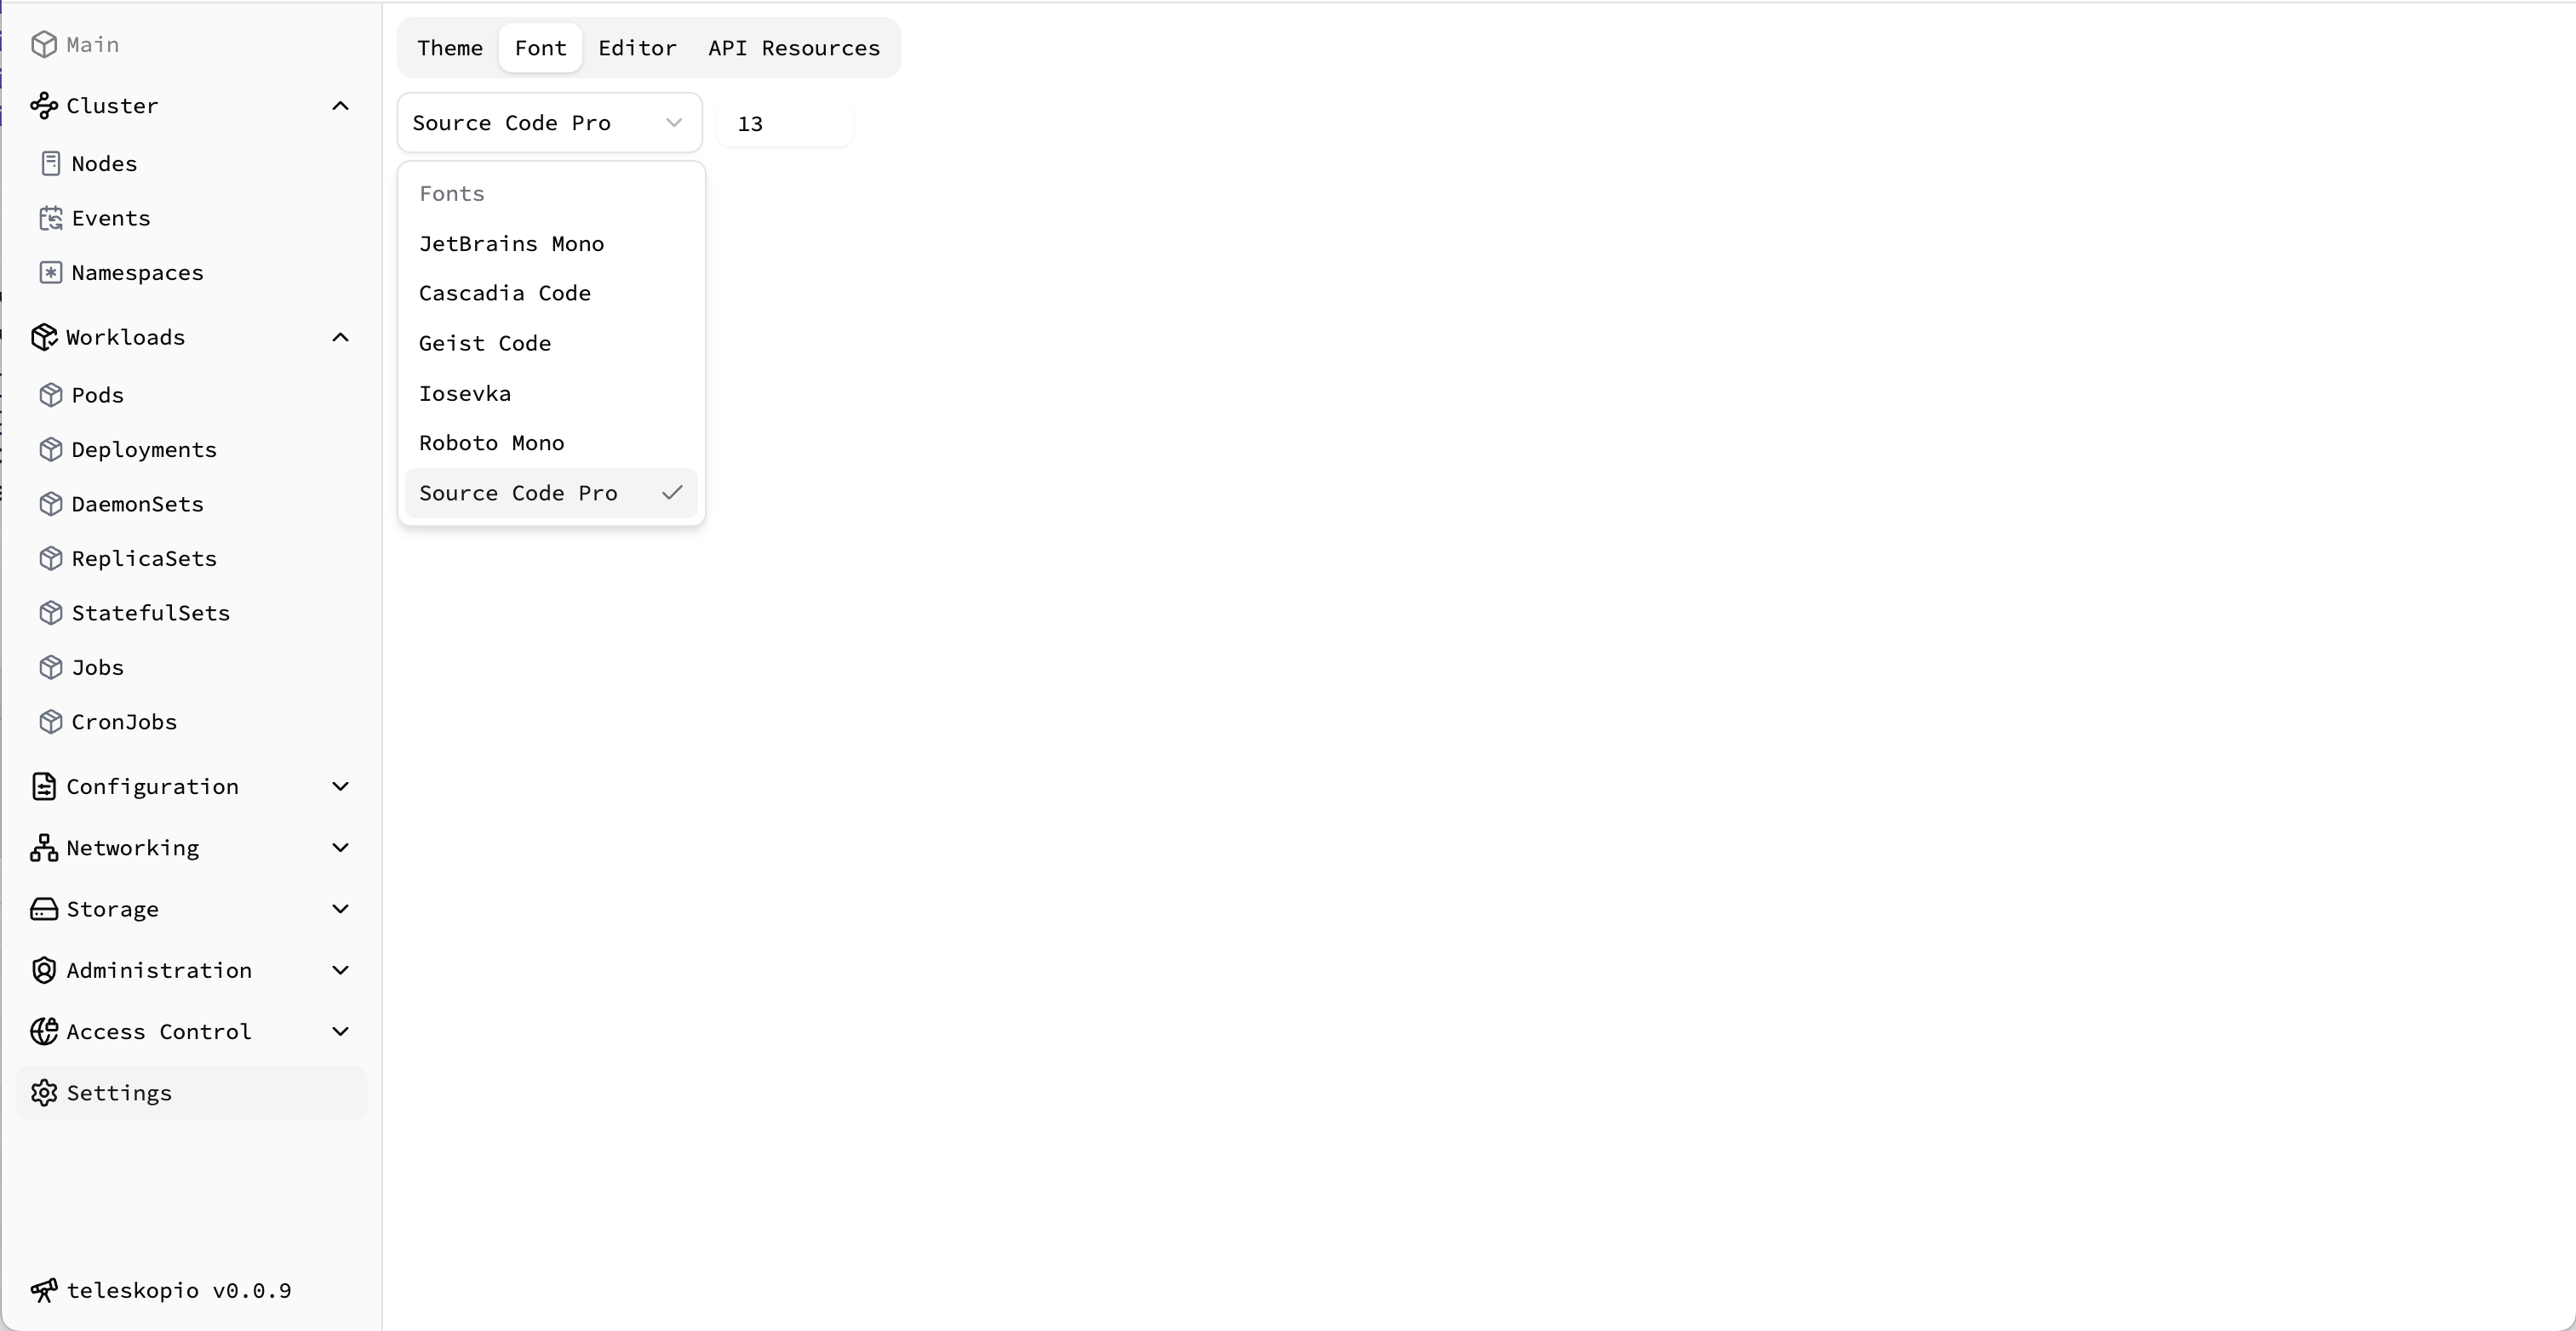 Main
Cluster
Nodes
Events
Namespaces
Workloads
Pods
Deployments
DaemonSets
ReplicaSets
StatefulSets
Jobs
CronJobs
Configuration
Networking
Storage
Administration
Access Control
Settings
teleskopio v0.0.9
Theme Font Editor API Resources
Source Code Pro 13
Fonts
JetBrains Mono
Cascadia Code
Geist Code
Iosevka
Roboto Mono
Source Code Pro